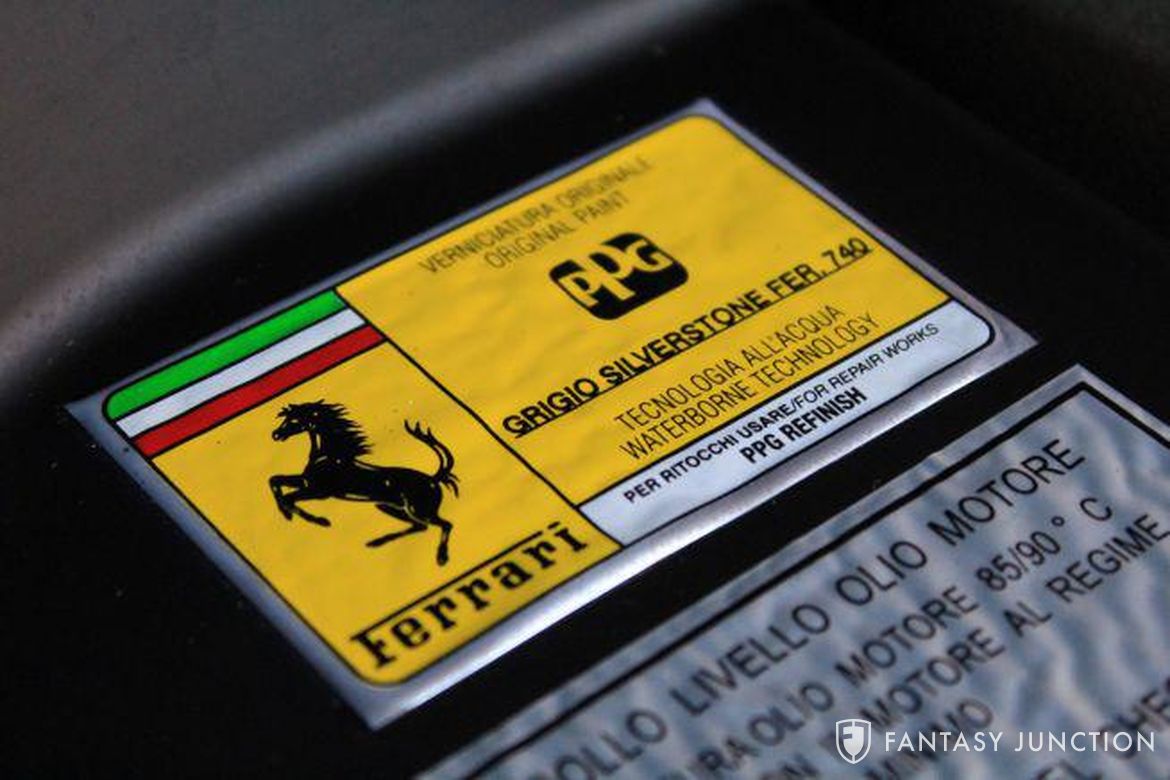 VERNICIATURA ORIGINALE
ORIGINAL PAINT
PPG
GRIGIO SILVERSTONE FER. 740
TECNOLOGIA ALL'ACQUA
WATERBORNE TECHNOLOGY
PER RITOCCHI USARE/FOR REPAIR WORKS
PPG REFINISH
Ferrari
LIVELLO OLIO MOTORE
OLIO MOTORE 85/90° C
MOTORE AL REGIME
FANTASY JUNCTION